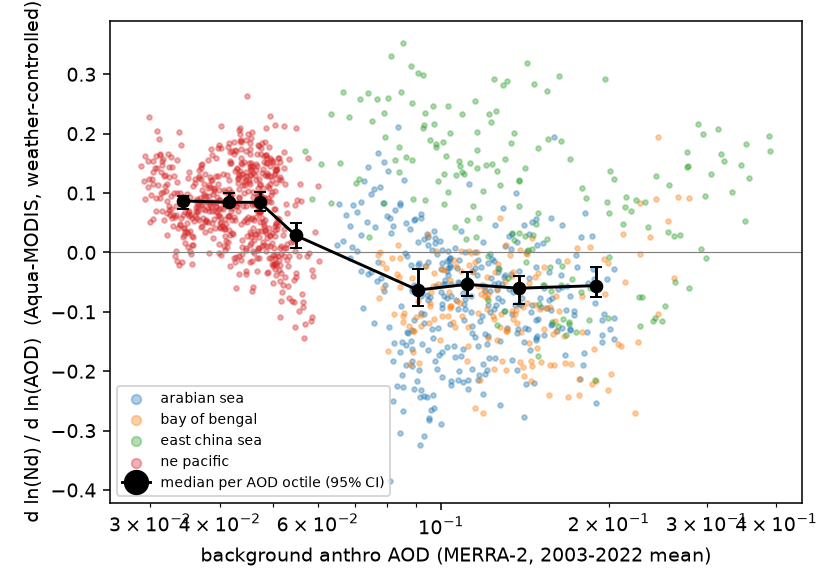 d ln(Nd) / d ln(AOD) (Aqua-MODIS, weather-controlled)
0.3
0.2
0.1
0.0
−0.1
−0.2
−0.3
−0.4
arabian sea
bay of bengal
east china sea
ne pacific
median per AOD octile (95% CI)
3 × 10⁻² 4 × 10⁻² 6 × 10⁻² 10⁻¹ 2 × 10⁻¹ 3 × 10⁻¹ 4 × 10⁻¹
background anthro AOD (MERRA-2, 2003-2022 mean)